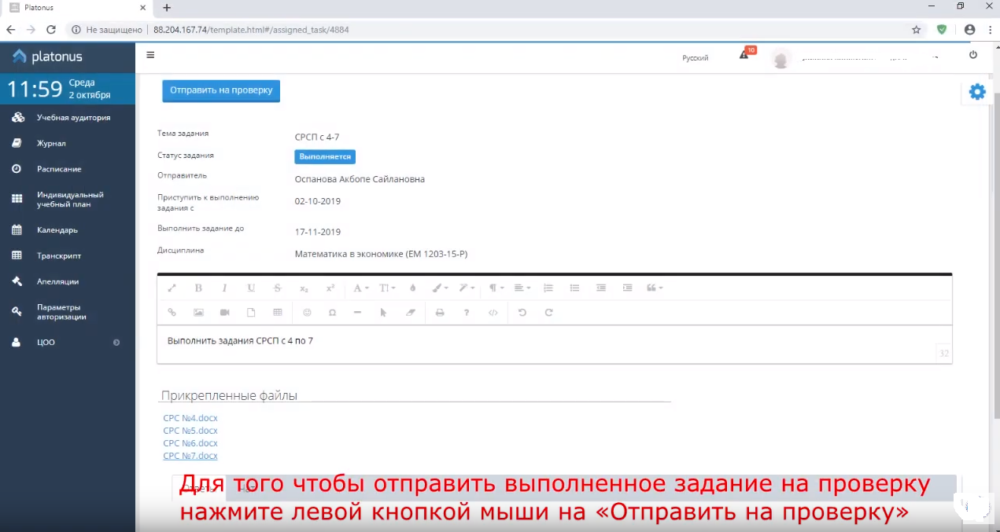 Platonus
Не защищено
88.204.167.74/template.html#/assigned_task/4884
platonus
Русский
10
11:59
Среда
2 октября
Отправить на проверку
Учебная аудитория
Журнал
Расписание
Индивидуальный
учебный план
Календарь
Транскрипт
Апелляции
Параметры
авторизации
ЦОО
Тема задания
СРСП с 4-7
Статус задания
Выполняется
Отправитель
Оспанова Акбопе Сайлановна
Приступить к выполнению
задания с
02-10-2019
Выполнить задание до
17-11-2019
Дисциплина
Математика в экономике (EM 1203-15-P)
Выполнить задания СРСП с 4 по 7
32
Прикрепленные файлы
СРС №4.docx
СРС №5.docx
СРС №6.docx
СРС №7.docx
Для того чтобы отправить выполненное задание на проверку
нажмите левой кнопкой мыши на «Отправить на проверку»